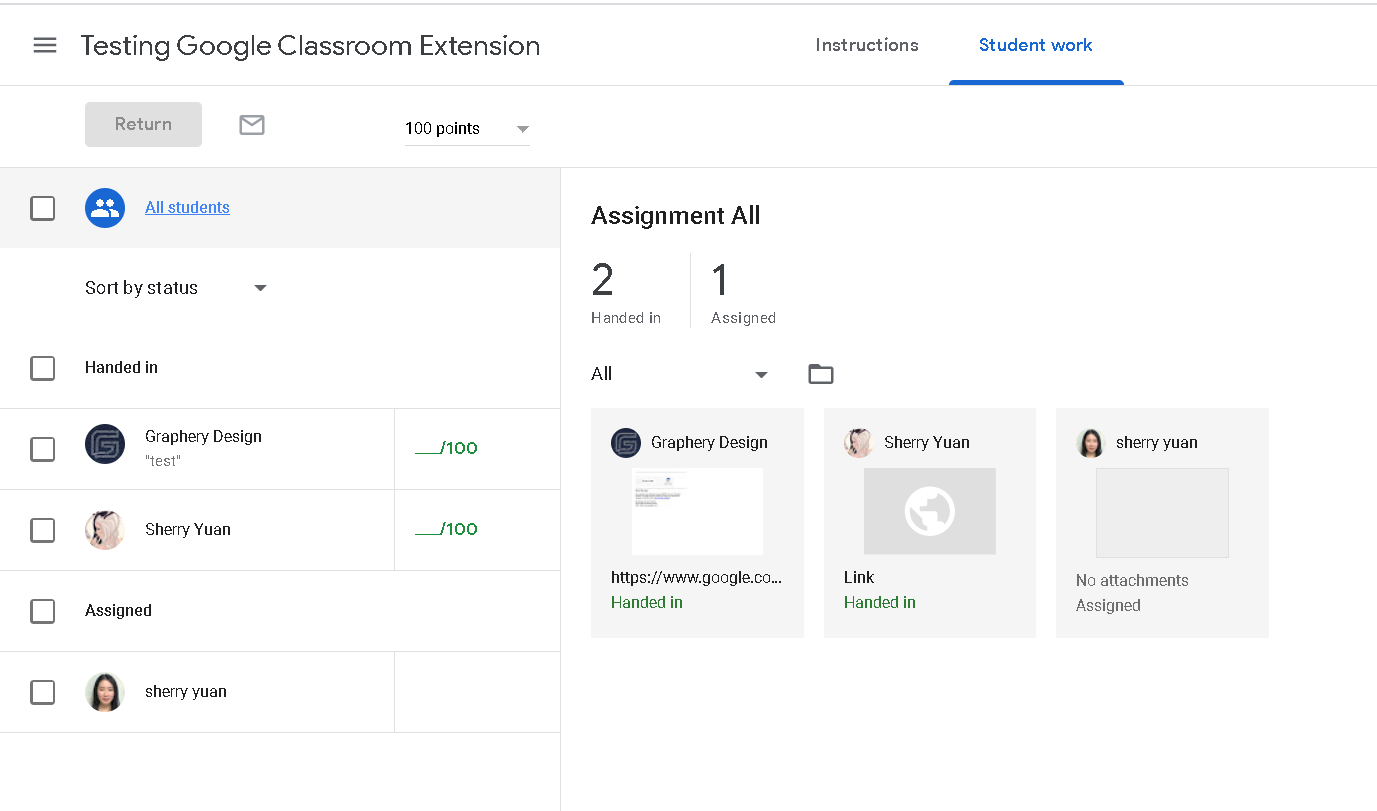 Testing Google Classroom Extension
Instructions
Student work
Return
100 points
All students
Sort by status
Handed in
Graphery Design
"test"
/100
Sherry Yuan
/100
Assigned
sherry yuan
Assignment All
2
Handed in
1
Assigned
All
Graphery Design
https://www.google.co...
Handed in
Sherry Yuan
Link
Handed in
sherry yuan
No attachments
Assigned